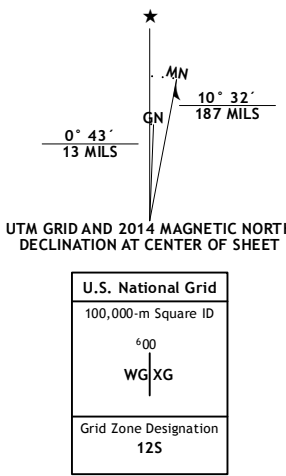 ★
MN
GN
10° 32´
187 MILS
0° 43´
13 MILS
UTM GRID AND 2014 MAGNETIC NORTH
DECLINATION AT CENTER OF SHEET
U.S. National Grid
100,000-m Square ID
⁶00
WG XG
Grid Zone Designation
12S